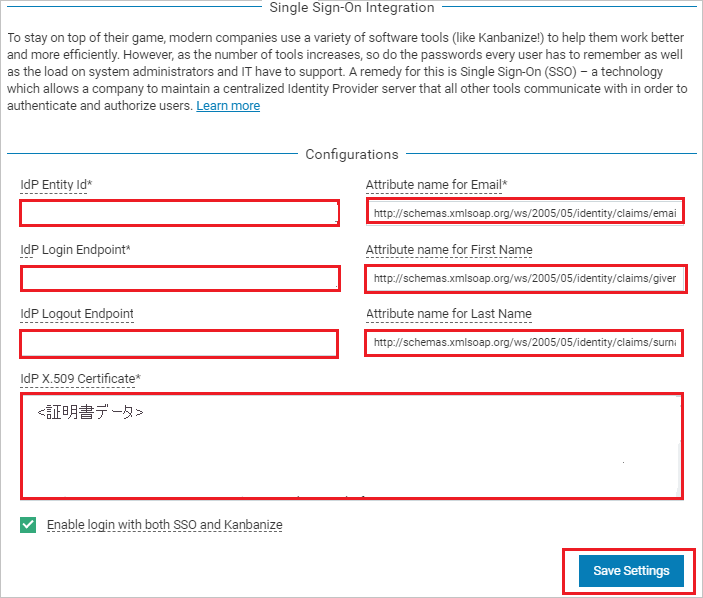 Single Sign-On Integration
To stay on top of their game, modern companies use a variety of software tools (like Kanbanize!) to help them work better
and more efficiently. However, as the number of tools increases, so do the passwords every user has to remember as well
as the load on system administrators and IT have to support. A remedy for this is Single Sign-On (SSO) – a technology
which allows a company to maintain a centralized Identity Provider server that all other tools communicate with in order to
authenticate and authorize users. Learn more
Configurations
IdP Entity Id*
Attribute name for Email*
http://schemas.xmlsoap.org/ws/2005/05/identity/claims/emai
IdP Login Endpoint*
Attribute name for First Name
http://schemas.xmlsoap.org/ws/2005/05/identity/claims/giver
IdP Logout Endpoint
Attribute name for Last Name
http://schemas.xmlsoap.org/ws/2005/05/identity/claims/surna
IdP X.509 Certificate*
<証明書データ>
Enable login with both SSO and Kanbanize
Save Settings